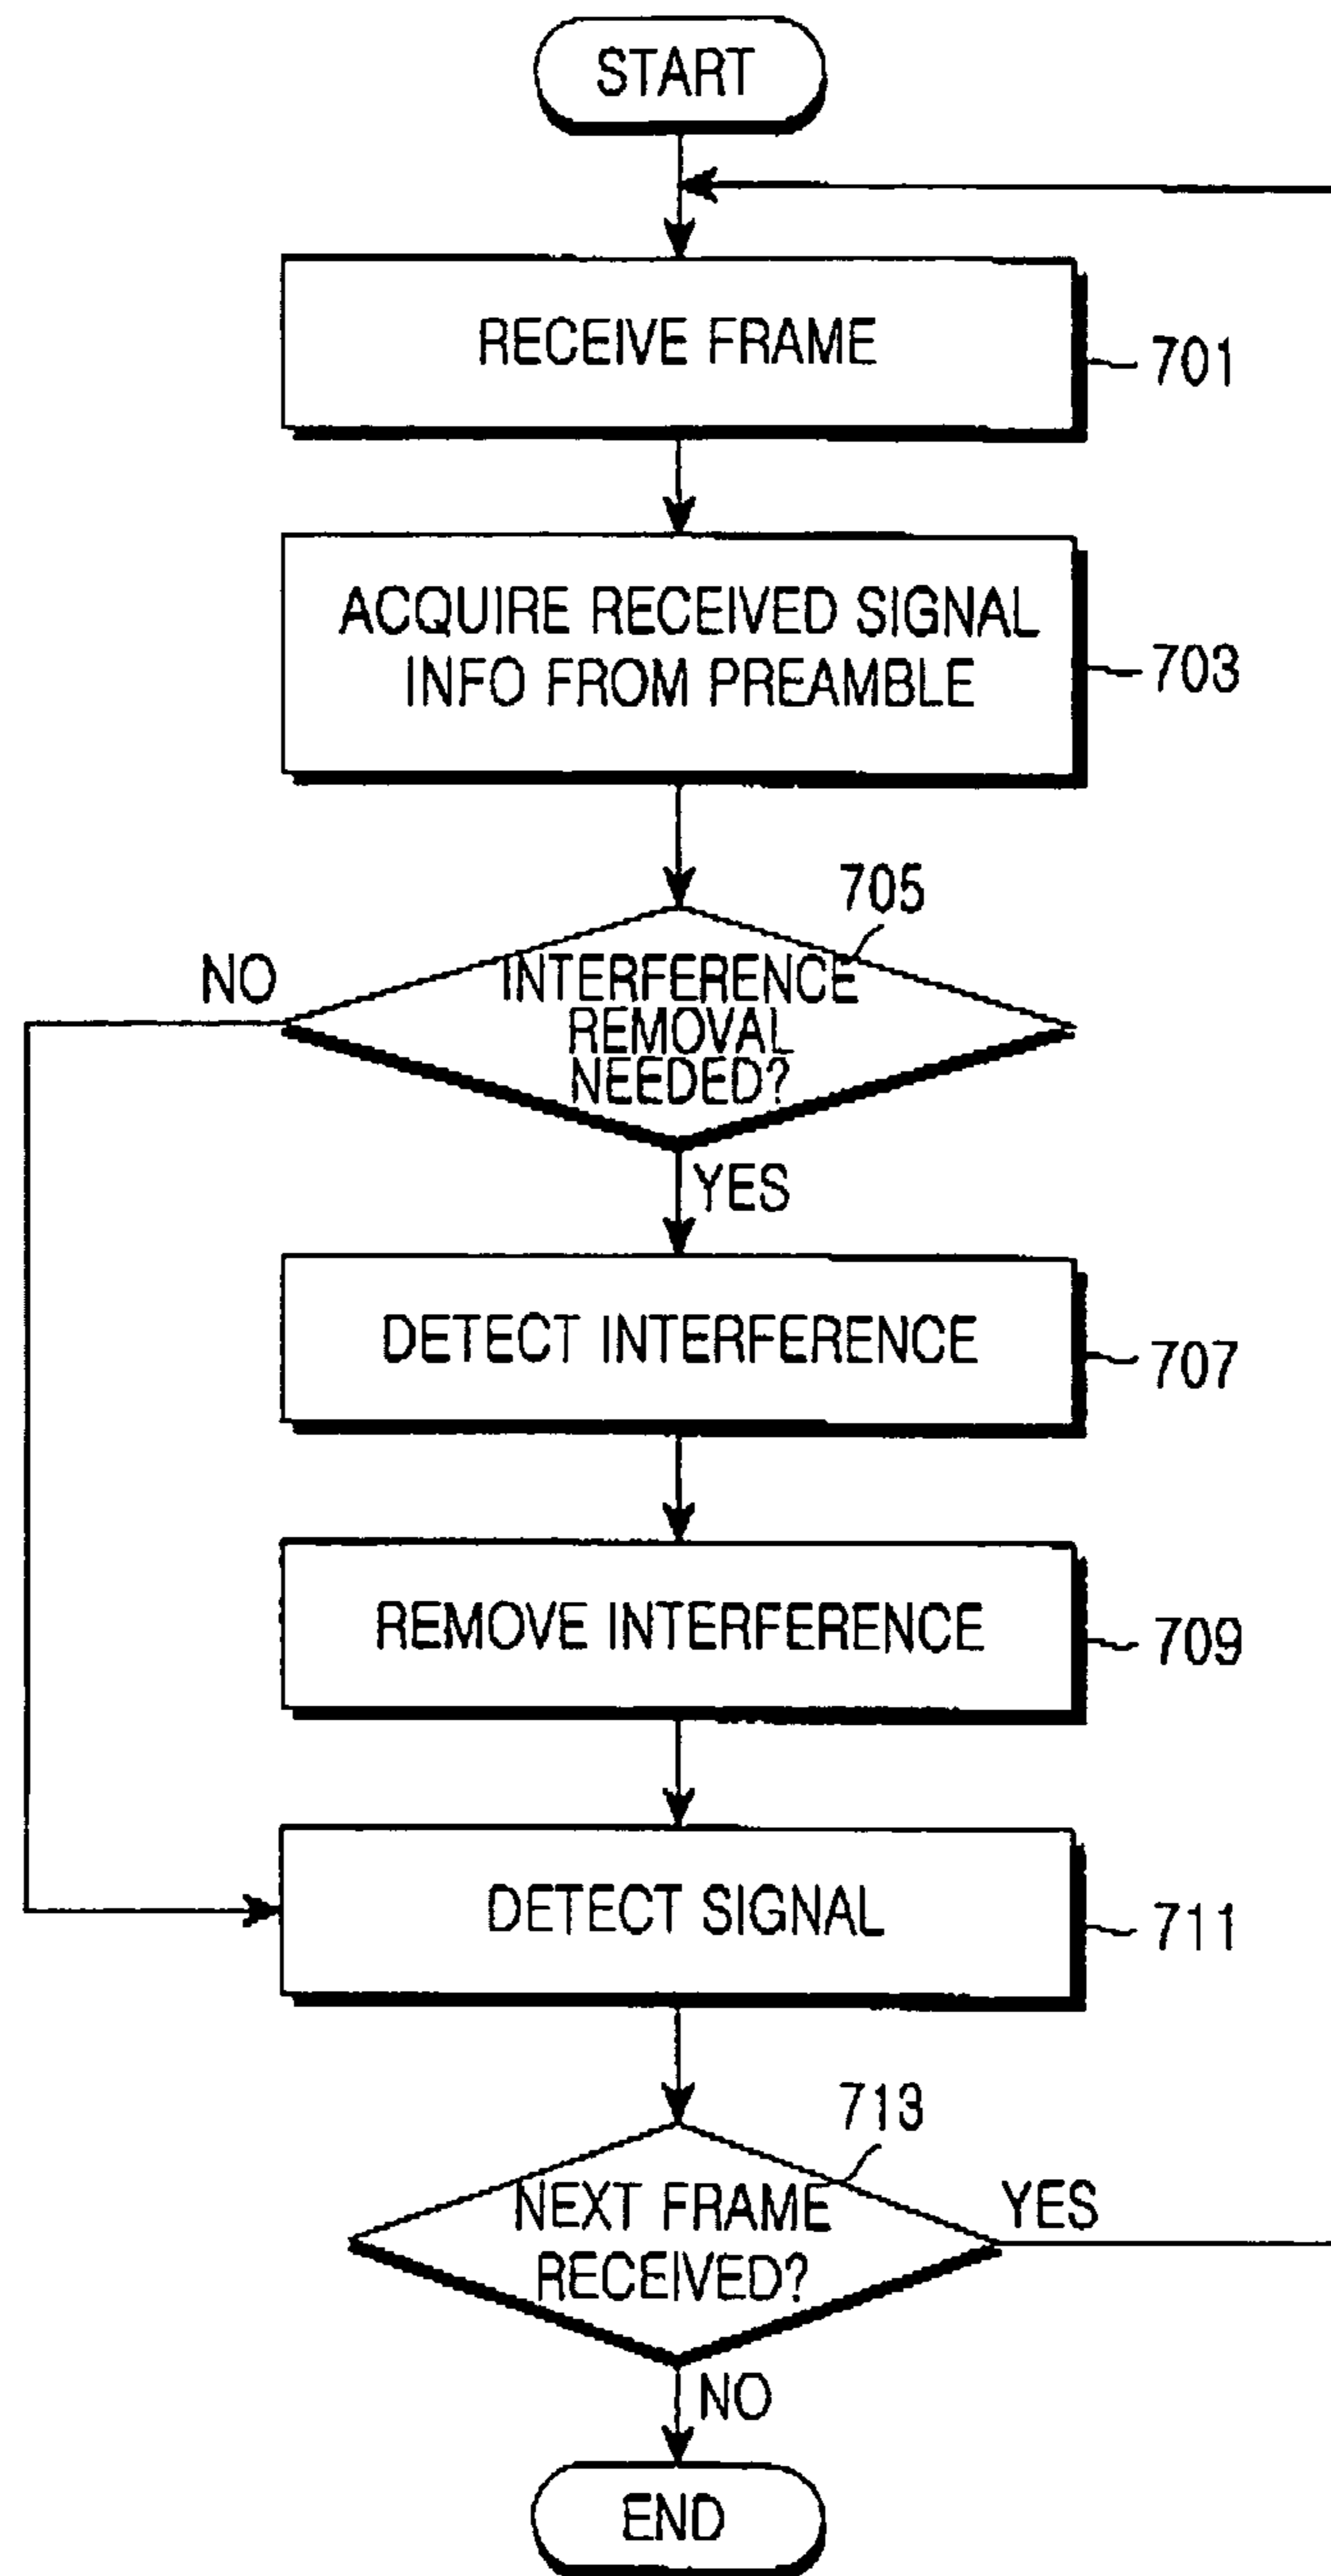 START
RECEIVE FRAME
701
ACQUIRE RECEIVED SIGNAL
INFO FROM PREAMBLE
703
705
NO
INTERFERENCE
REMOVAL
NEEDED?
YES
DETECT INTERFERENCE
707
REMOVE INTERFERENCE
709
DETECT SIGNAL
711
713
NEXT FRAME
RECEIVED?
YES
NO
END